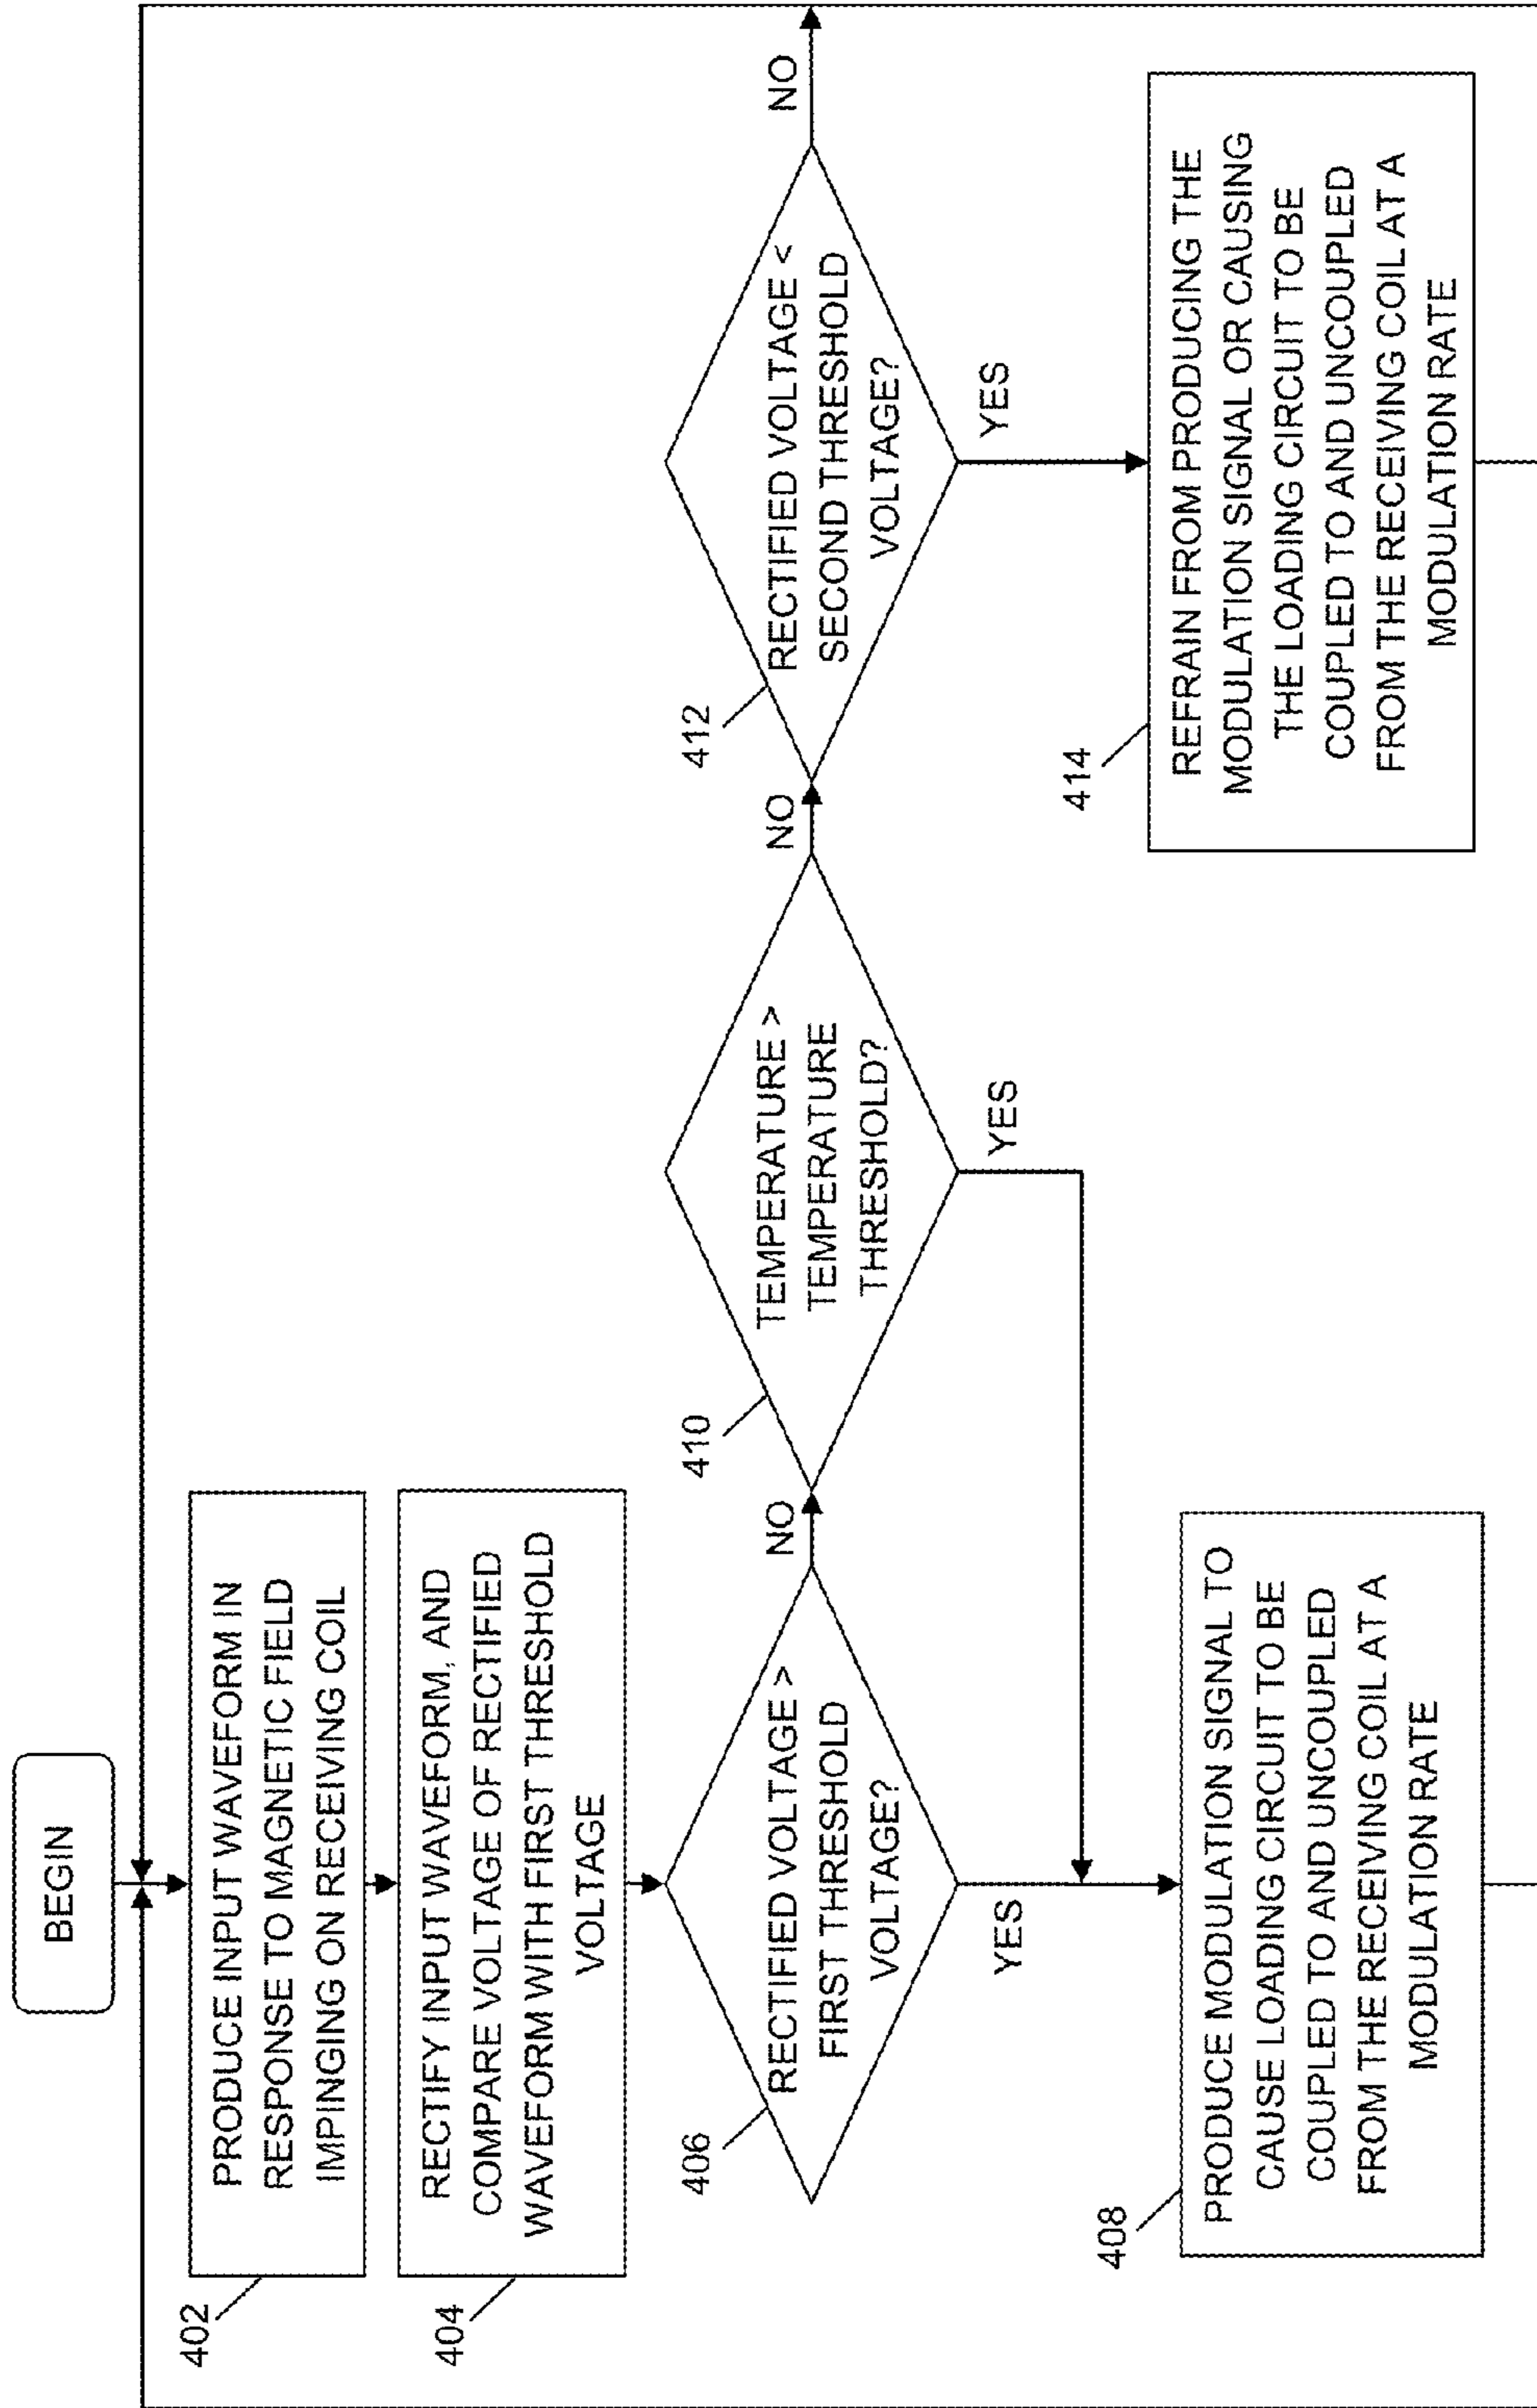 BEGIN
402
PRODUCE INPUT WAVEFORM IN
RESPONSE TO MAGNETIC FIELD
IMPINGING ON RECEIVING COIL
404
RECTIFY INPUT WAVEFORM, AND
COMPARE VOLTAGE OF RECTIFIED
WAVEFORM WITH FIRST THRESHOLD
VOLTAGE
406
RECTIFIED VOLTAGE >
FIRST THRESHOLD
VOLTAGE?
NO
YES
410
TEMPERATURE >
TEMPERATURE
THRESHOLD?
NO
YES
412
RECTIFIED VOLTAGE <
SECOND THRESHOLD
VOLTAGE?
NO
YES
408
PRODUCE MODULATION SIGNAL TO
CAUSE LOADING CIRCUIT TO BE
COUPLED TO AND UNCOUPLED
FROM THE RECEIVING COIL AT A
MODULATION RATE
414
REFRAIN FROM PRODUCING THE
MODULATION SIGNAL OR CAUSING
THE LOADING CIRCUIT TO BE
COUPLED TO AND UNCOUPLED
FROM THE RECEIVING COIL AT A
MODULATION RATE